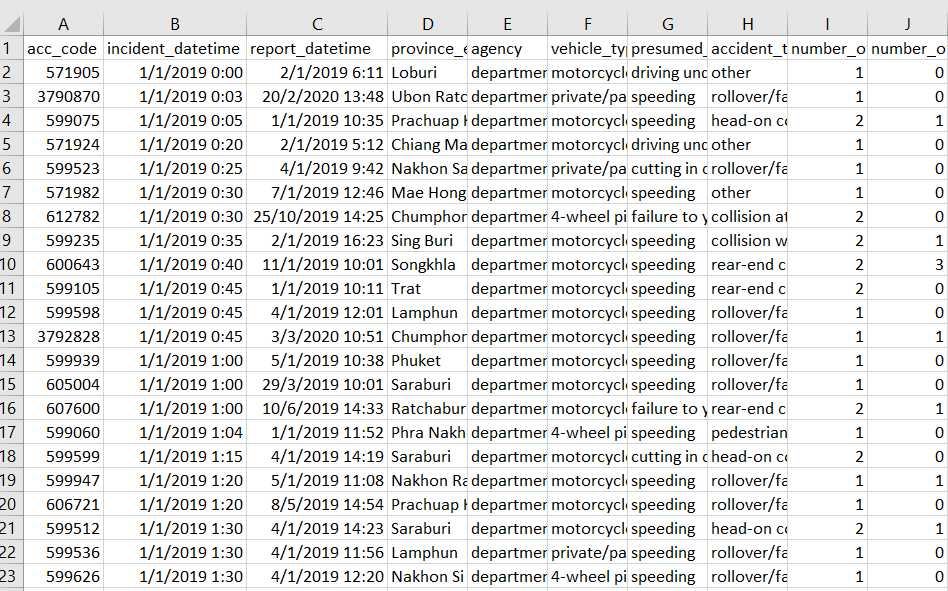 A B C D E F G H I J
1 acc_code incident_datetime report_datetime province_e agency vehicle_typ presumed_ accident_t number_o number_o
2 571905 1/1/2019 0:00 2/1/2019 6:11 Loburi departmer motorcycle driving und other 1 0
3 3790870 1/1/2019 0:03 20/2/2020 13:48 Ubon Ratc departmer private/pa speeding rollover/fa 1 0
4 599075 1/1/2019 0:05 1/1/2019 10:35 Prachuap K departmer motorcycle speeding head-on co 2 1
5 571924 1/1/2019 0:20 2/1/2019 5:12 Chiang Ma departmer motorcycle driving und other 1 0
6 599523 1/1/2019 0:25 4/1/2019 9:42 Nakhon Sa departmer private/pa cutting in c rollover/fa 1 0
7 571982 1/1/2019 0:30 7/1/2019 12:46 Mae Hong departmer motorcycle speeding other 1 0
8 612782 1/1/2019 0:30 25/10/2019 14:25 Chumphor departmer 4-wheel pi failure to y collision at 2 0
9 599235 1/1/2019 0:35 2/1/2019 16:23 Sing Buri departmer motorcycle speeding collision w 2 1
10 600643 1/1/2019 0:40 11/1/2019 10:01 Songkhla departmer motorcycle speeding rear-end c 2 3
11 599105 1/1/2019 0:45 1/1/2019 10:11 Trat departmer motorcycle speeding rear-end c 2 0
12 599598 1/1/2019 0:45 4/1/2019 12:01 Lamphun departmer motorcycle speeding rollover/fa 1 0
13 3792828 1/1/2019 0:45 3/3/2020 10:51 Chumphor departmer motorcycle speeding rollover/fa 1 1
14 599939 1/1/2019 1:00 5/1/2019 10:38 Phuket departmer motorcycle speeding rollover/fa 1 0
15 605004 1/1/2019 1:00 29/3/2019 10:01 Saraburi departmer motorcycle speeding rollover/fa 1 0
16 607600 1/1/2019 1:00 10/6/2019 14:33 Ratchabur departmer motorcycle failure to y rear-end c 2 1
17 599060 1/1/2019 1:04 1/1/2019 11:52 Phra Nakh departmer 4-wheel pi speeding pedestrian 1 0
18 599599 1/1/2019 1:15 4/1/2019 14:19 Saraburi departmer motorcycle cutting in c head-on co 2 0
19 599947 1/1/2019 1:20 5/1/2019 11:08 Nakhon Ra departmer motorcycle speeding rollover/fa 1 1
20 606721 1/1/2019 1:20 8/5/2019 14:54 Prachuap K departmer motorcycle speeding rollover/fa 1 0
21 599512 1/1/2019 1:30 4/1/2019 14:23 Saraburi departmer motorcycle speeding head-on co 2 1
22 599536 1/1/2019 1:30 4/1/2019 11:56 Lamphun departmer private/pa speeding rollover/fa 1 0
23 599626 1/1/2019 1:30 4/1/2019 12:20 Nakhon Si departmer 4-wheel pi speeding rollover/fa 1 0